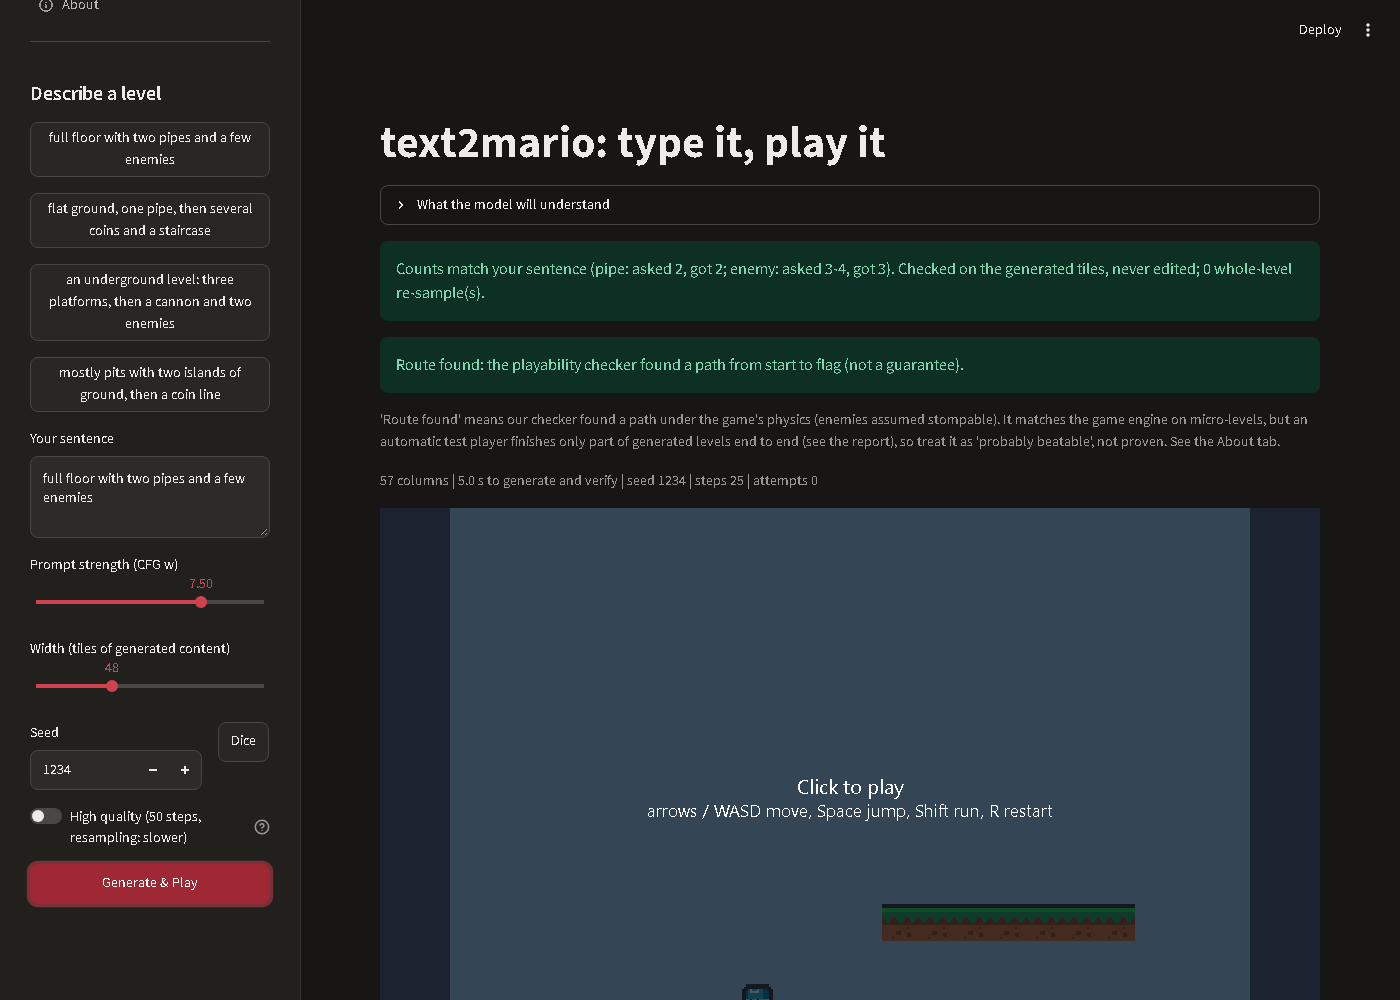 About
Describe a level
full floor with two pipes and a few
enemies
flat ground, one pipe, then several
coins and a staircase
an underground level: three
platforms, then a cannon and two
enemies
mostly pits with two islands of
ground, then a coin line
Your sentence
full floor with two pipes and a few
enemies
Prompt strength (CFG w)
7.50
Width (tiles of generated content)
48
Seed
Dice
1234
High quality (50 steps,
resampling; slower)
Generate & Play
Deploy
text2mario: type it, play it
What the model will understand
Counts match your sentence (pipe: asked 2, got 2; enemy: asked 3-4, got 3). Checked on the generated tiles, never edited; 0 whole-level
re-sample(s).
Route found: the playability checker found a path from start to flag (not a guarantee).
'Route found' means our checker found a path under the game's physics (enemies assumed stompable). It matches the game engine on micro-levels, but an
automatic test player finishes only part of generated levels end to end (see the report), so treat it as 'probably beatable', not proven. See the About tab.
57 columns | 5.0 s to generate and verify | seed 1234 | steps 25 | attempts 0
Click to play
arrows / WASD move, Space jump, Shift run, R restart